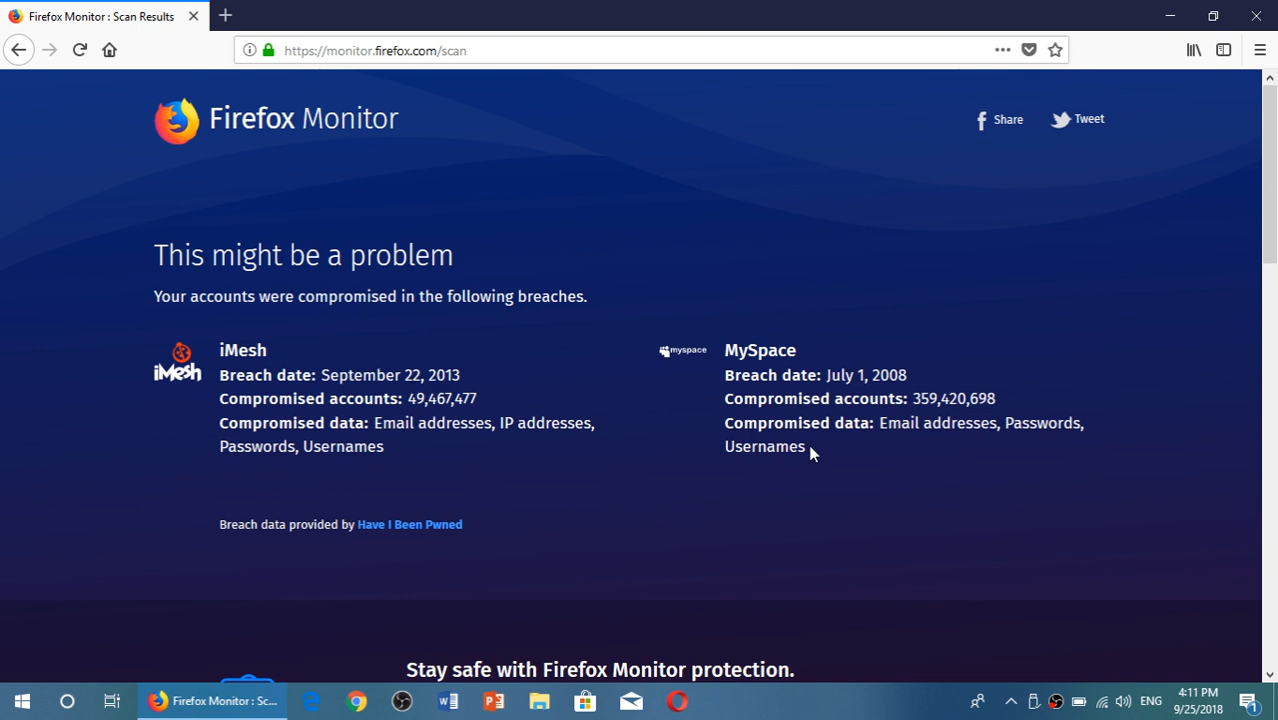 Firefox Monitor : Scan Results
https://monitor.firefox.com/scan
Firefox Monitor
Share
Tweet
This might be a problem
Your accounts were compromised in the following breaches.
iMesh
iMesh
Breach date: September 22, 2013
Compromised accounts: 49,467,477
Compromised data: Email addresses, IP addresses,
Passwords, Usernames
myspace
MySpace
Breach date: July 1, 2008
Compromised accounts: 359,420,698
Compromised data: Email addresses, Passwords,
Usernames
Breach data provided by Have I Been Pwned
Stay safe with Firefox Monitor protection.
Firefox Monitor : Sc...
ENG
4:11 PM
9/25/2018
1